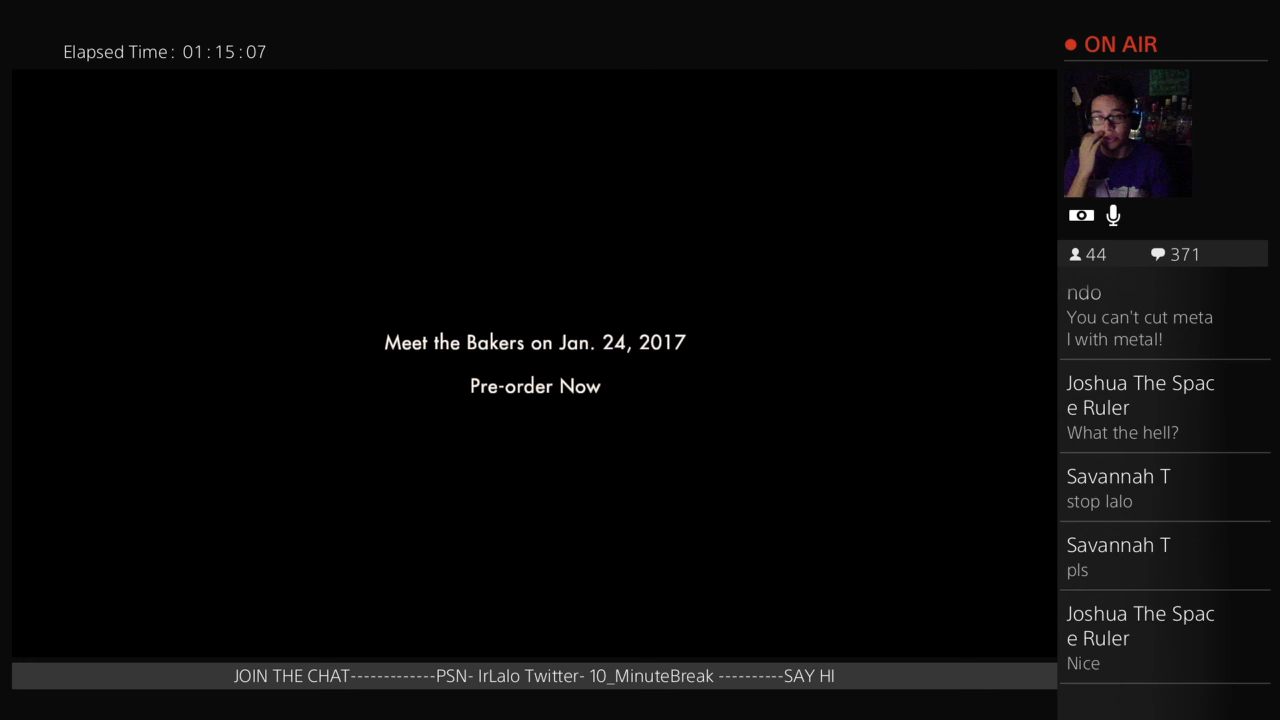 Elapsed Time: 01:15:07
ON AIR
44 371
ndo
You can't cut meta
l with metal!
Joshua The Spac
e Ruler
What the hell?
Savannah T
stop lalo
Savannah T
pls
Joshua The Spac
e Ruler
Nice
Meet the Bakers on Jan. 24, 2017
Pre-order Now
JOIN THE CHAT-------------PSN- IrLalo Twitter- 10_MinuteBreak ----------SAY HI